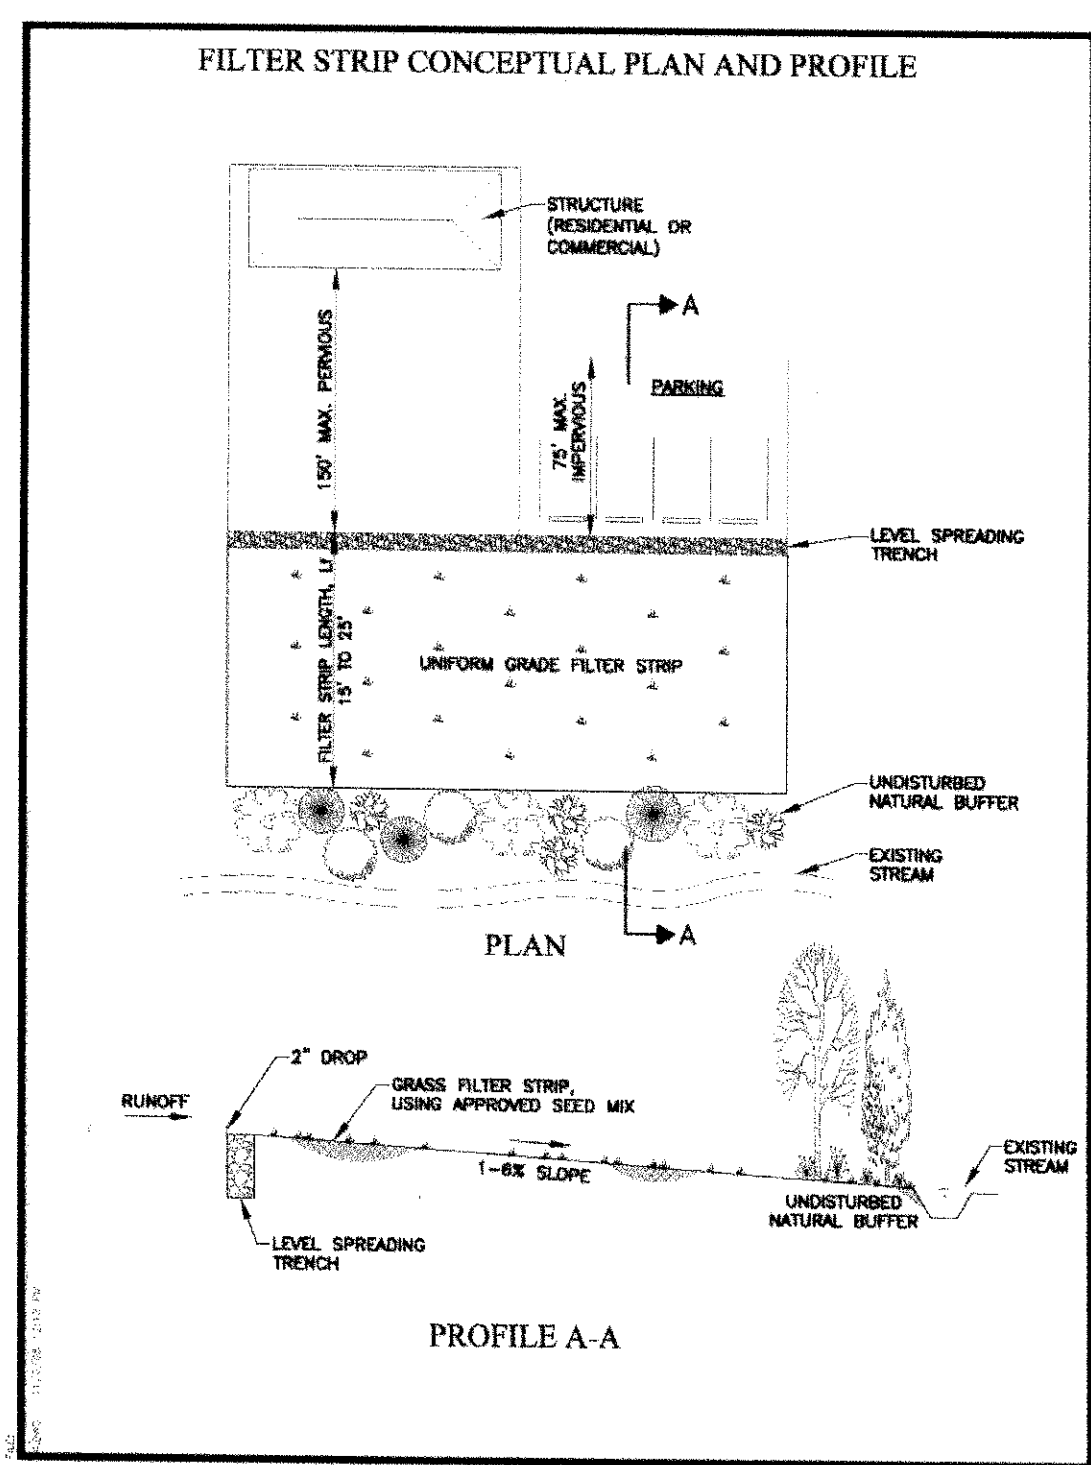 FILTER STRIP CONCEPTUAL PLAN AND PROFILE
STRUCTURE
(RESIDENTIAL OR
COMMERCIAL)
A
150' MAX. PERVIOUS
75' MAX.
IMPERVIOUS
PARKING
LEVEL SPREADING
TRENCH
FILTER STRIP LENGTH,
15' TO 25'
UNIFORM GRADE FILTER STRIP
UNDISTURBED
NATURAL BUFFER
EXISTING
STREAM
A
PLAN
2" DROP
GRASS FILTER STRIP,
USING APPROVED SEED MIX
RUNOFF
1-6% SLOPE
EXISTING
STREAM
UNDISTURBED
NATURAL BUFFER
LEVEL SPREADING
TRENCH
PROFILE A-A